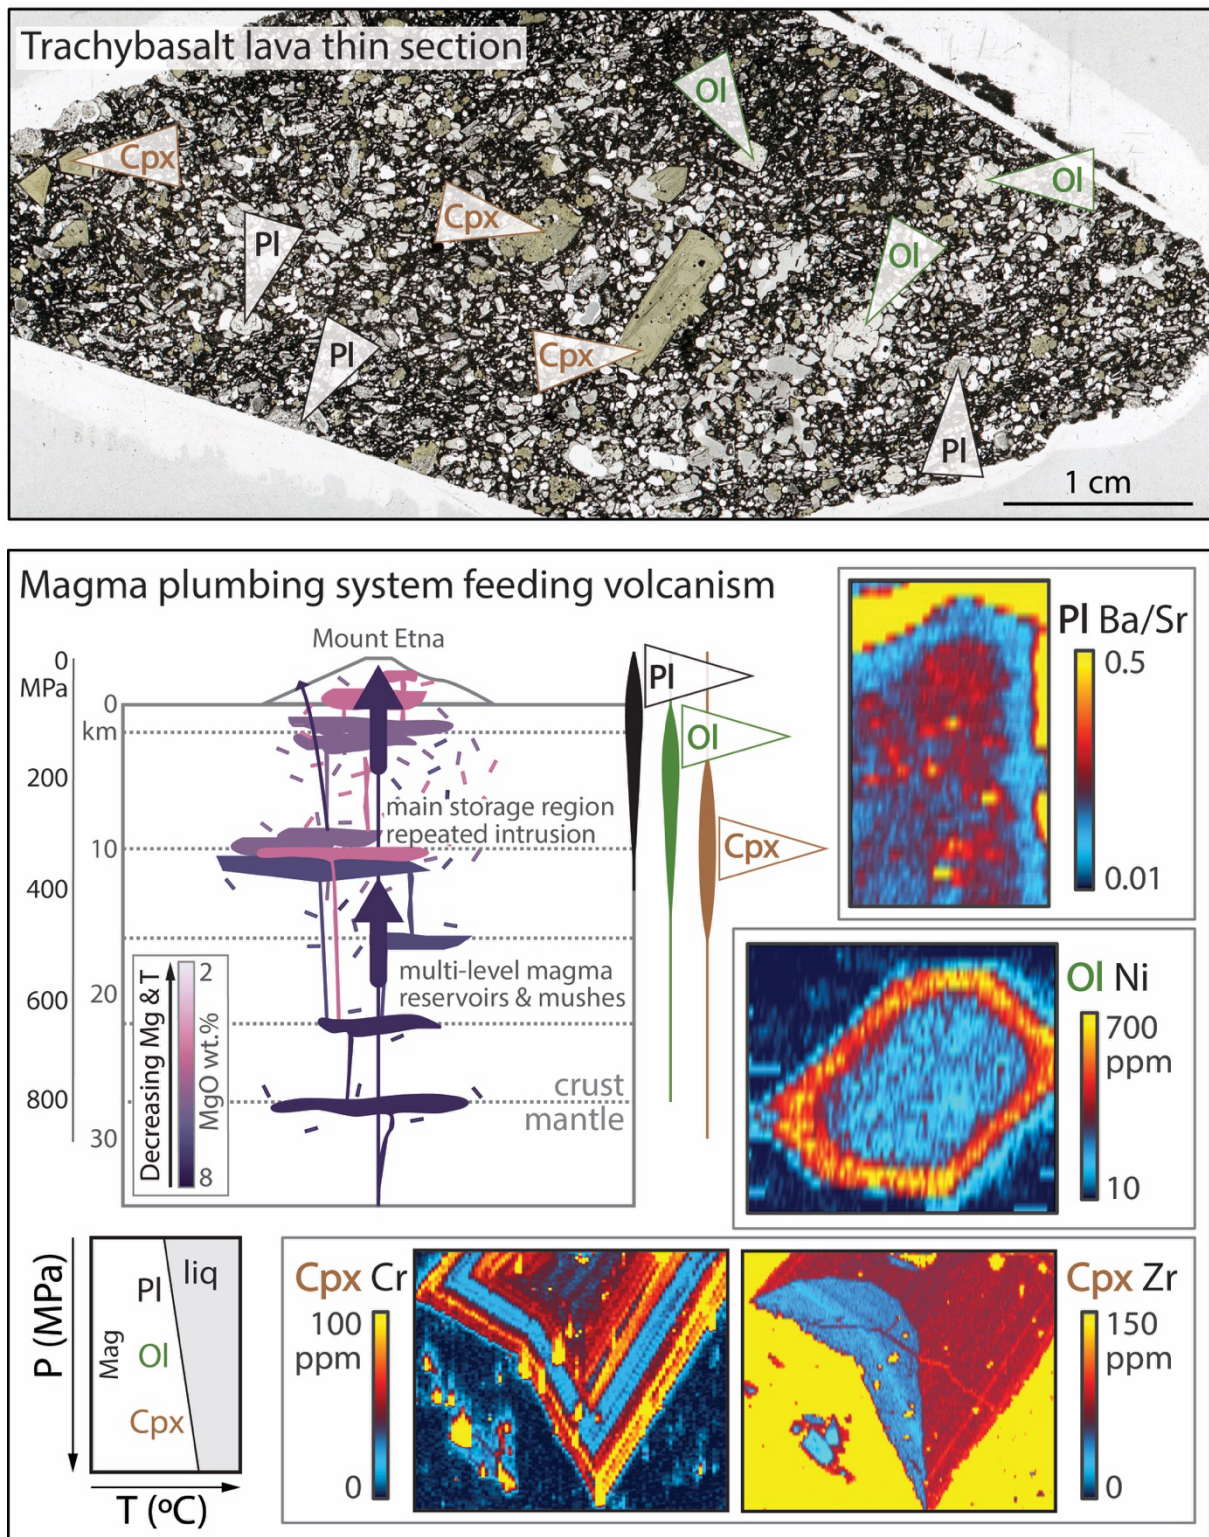 Trachybasalt lava thin section
Ol
Cpx
Ol
Cpx
Pl
Ol
Pl
Cpx
Pl
1 cm
Magma plumbing system feeding volcanism
Mount Etna
0
MPa
200
400
600
800
0
km
10
20
30
main storage region
repeated intrusion
multi-level magma
reservoirs & mushes
crust
mantle
Decreasing Mg & T
MgO wt.%
2
8
Pl
Ol
Cpx
Pl Ba/Sr
0.5
0.01
Ol Ni
700
ppm
10
P (MPa)
T (ºC)
Mag
Pl
Ol
Cpx
liq
Cpx Cr
100
ppm
0
Cpx Zr
150
ppm
0